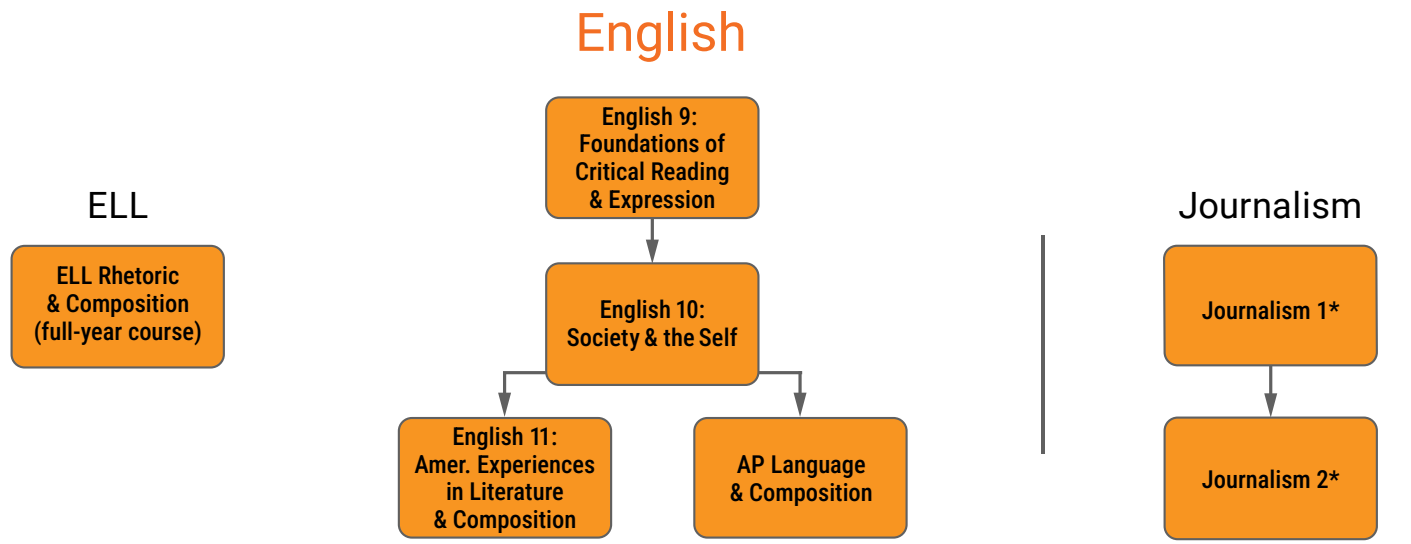 English
English 9:
Foundations of
Critical Reading
& Expression
ELL
ELL Rhetoric
& Composition
(full-year course)
English 10:
Society & the Self
English 11:
Amer. Experiences
in Literature
& Composition
AP Language
& Composition
Journalism
Journalism 1*
Journalism 2*